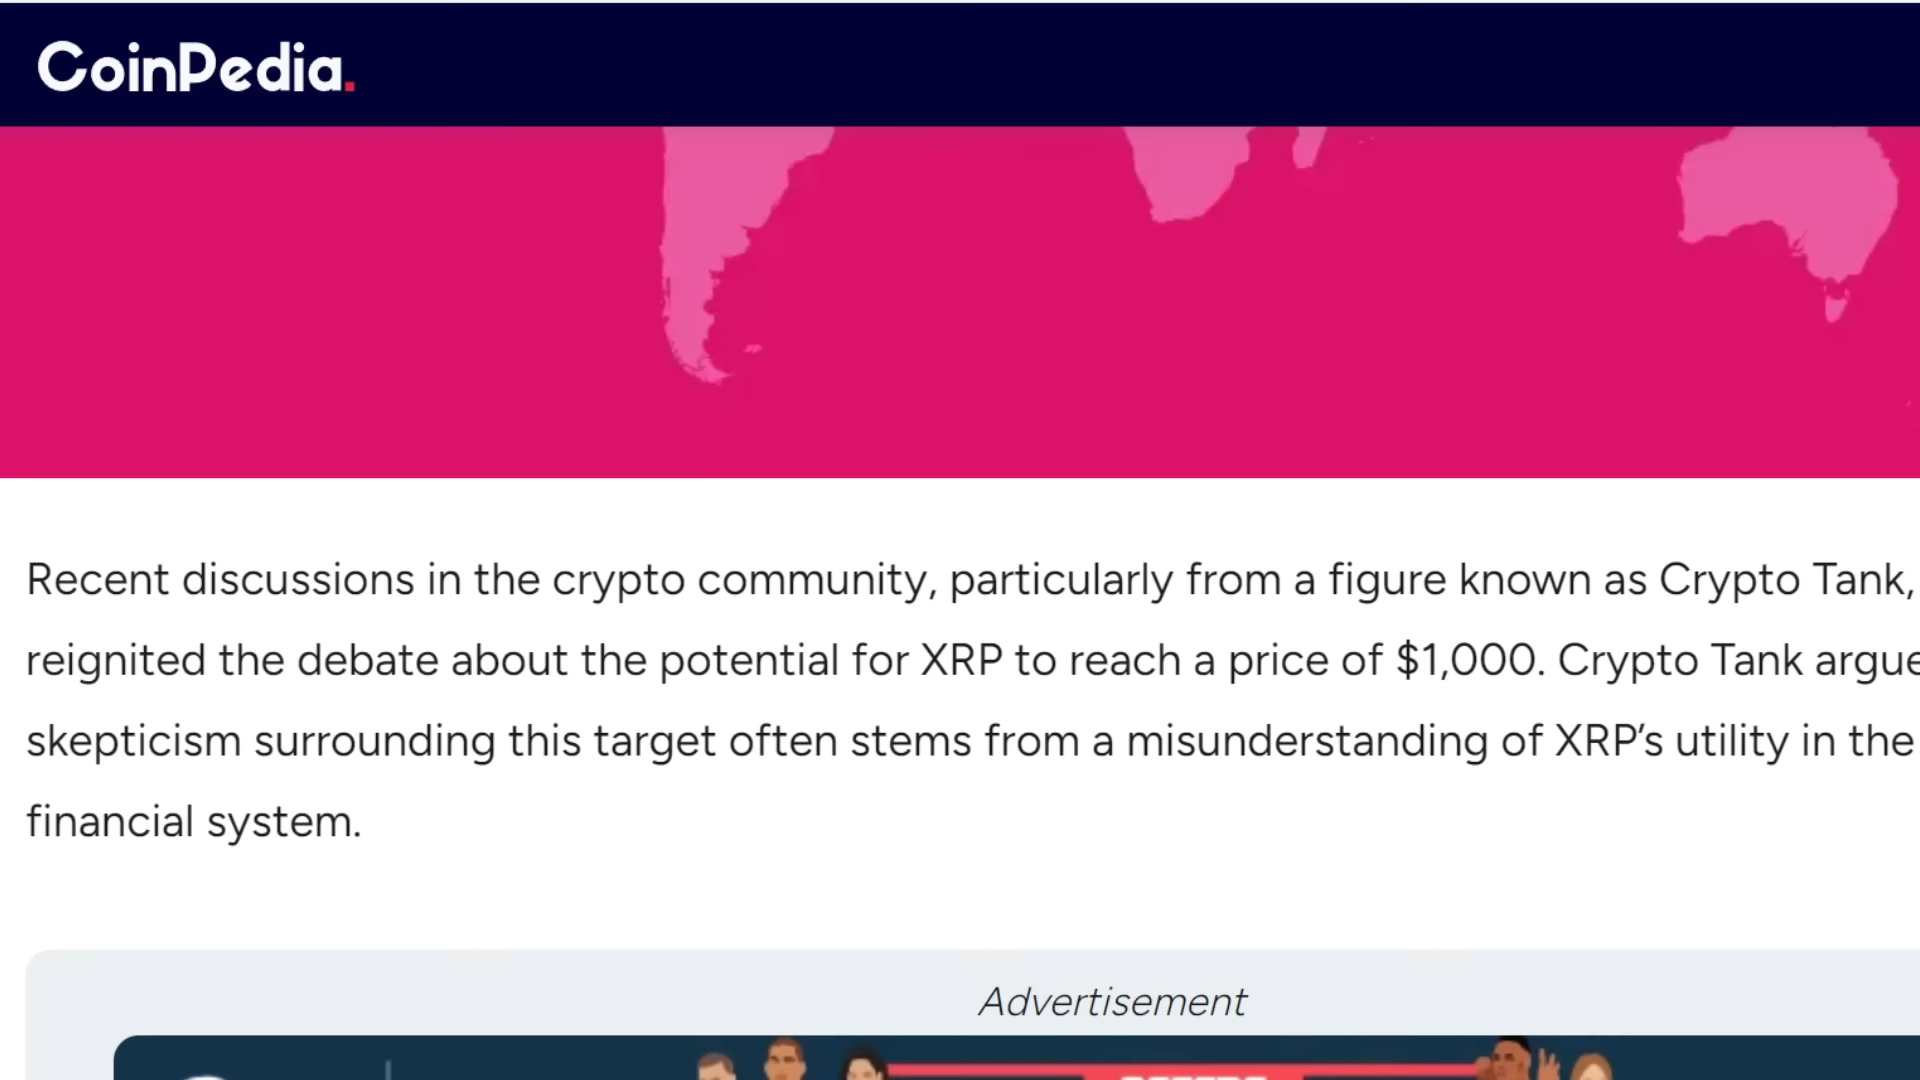 CoinPedia.
Recent discussions in the crypto community, particularly from a figure known as Crypto Tank,
reignited the debate about the potential for XRP to reach a price of $1,000. Crypto Tank argue
skepticism surrounding this target often stems from a misunderstanding of XRP’s utility in the
financial system.
Advertisement